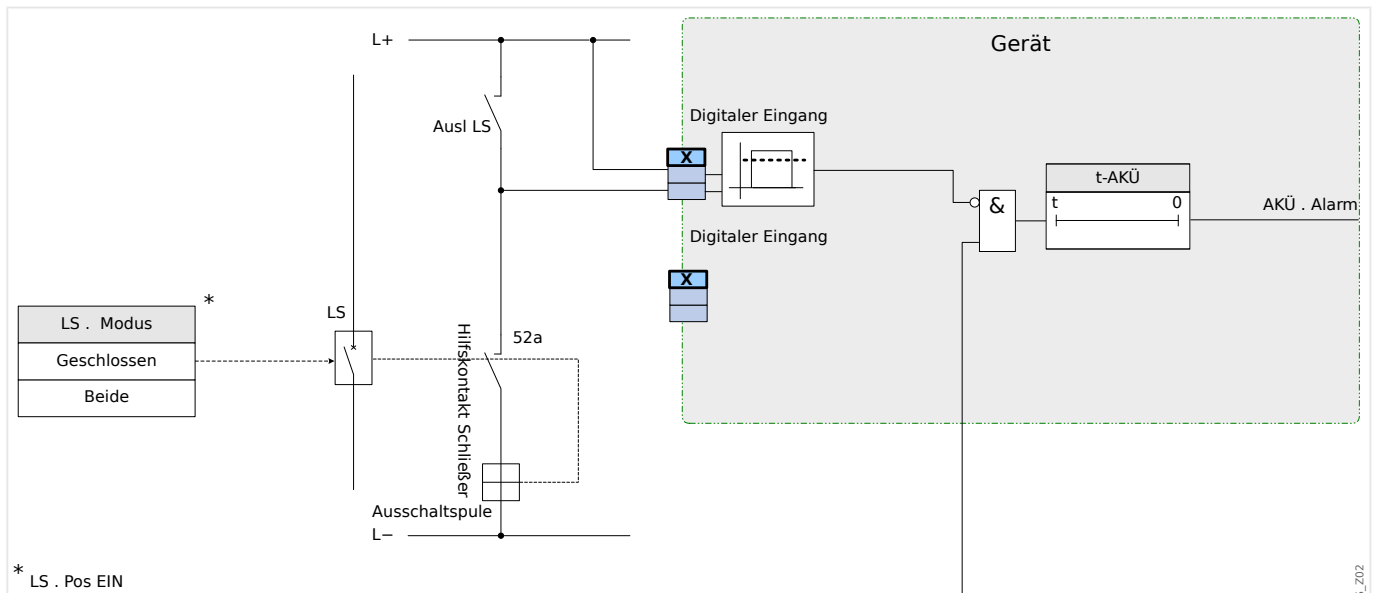 L+
Gerät
Digitaler Eingang
Ausl LS
X
t-AKÜ
t 0
&
AKÜ . Alarm
Digitaler Eingang
X
*
LS . Modus
Geschlossen
Beide
LS
52a
Hilfskontakt Schließer
Ausschaltspule
L−
* LS . Pos EIN
_Z02